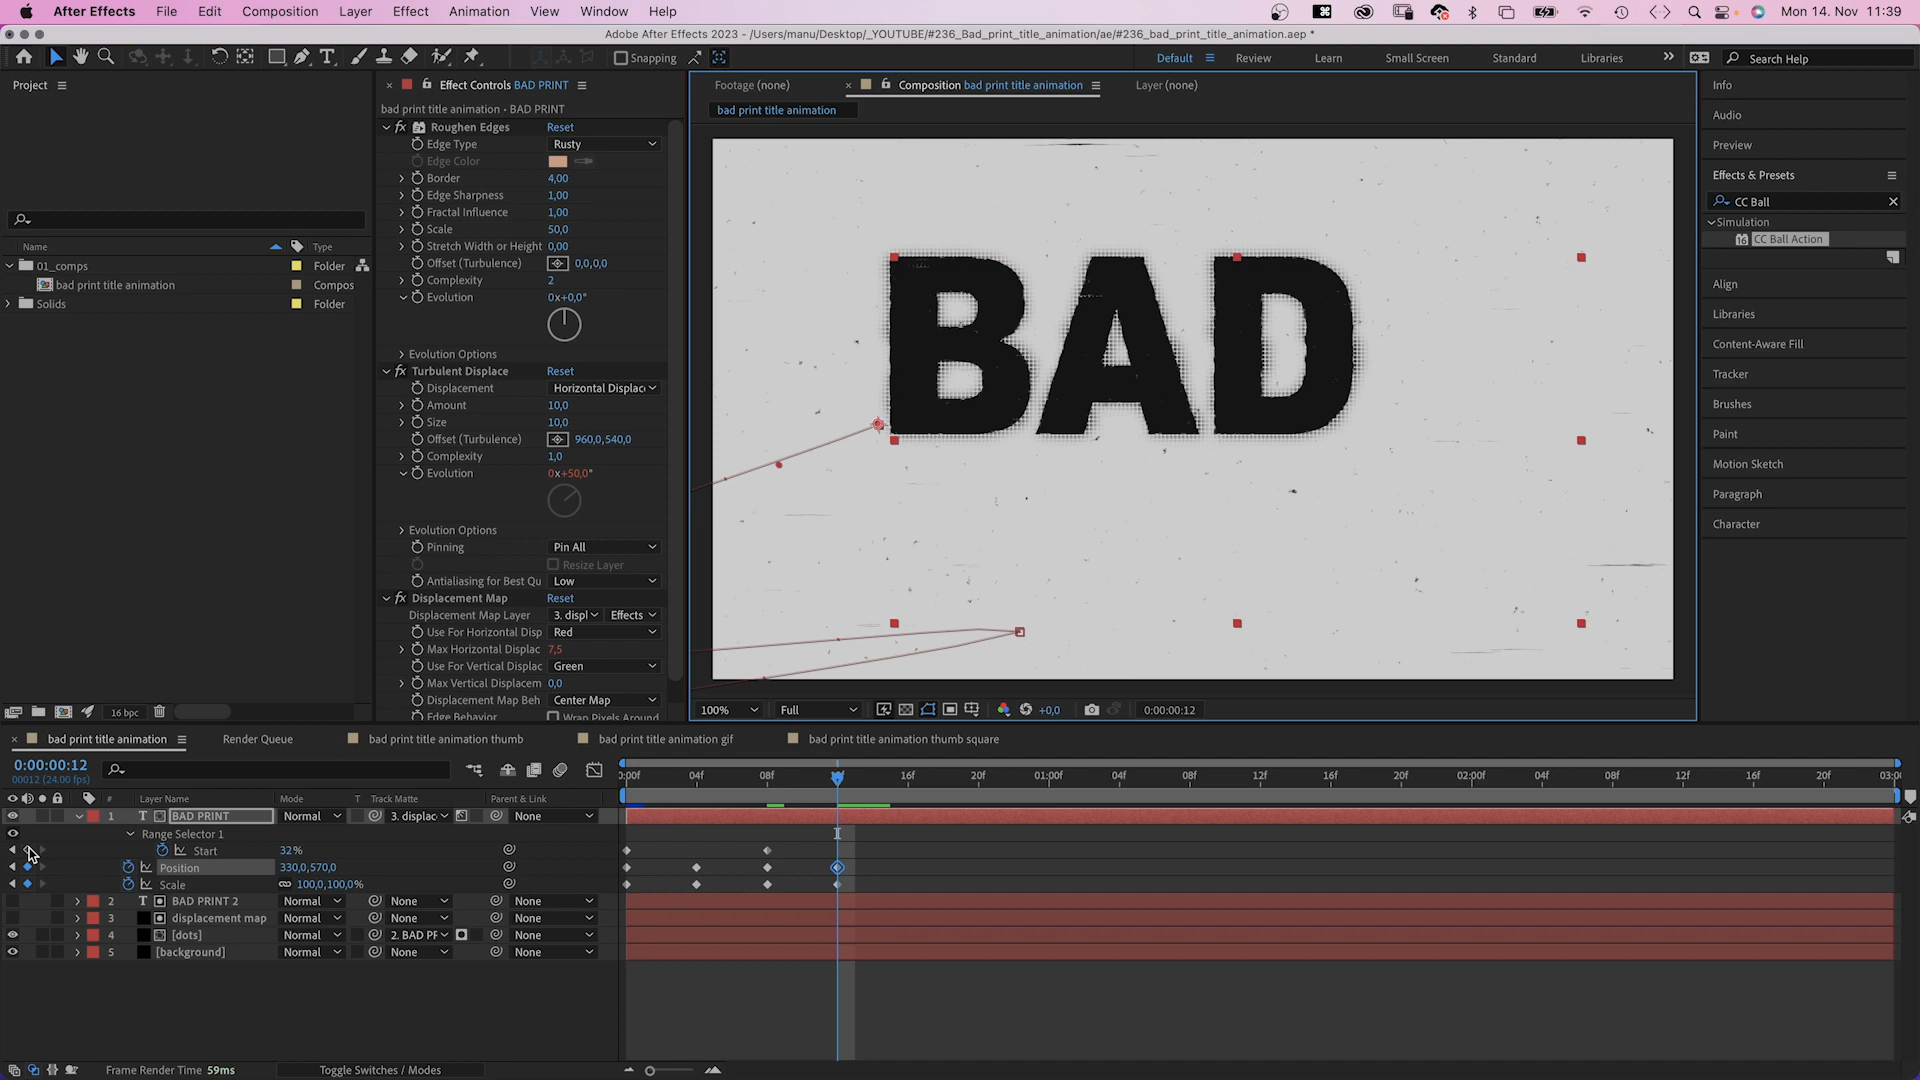 After Effects File Edit Composition Layer Effect Animation View Window Help Mon 14. Nov 11:39
Adobe After Effects 2023 - /Users/manu/Desktop/_YOUTUBE/#236_Bad_print_title_animation/ae/#236_bad_print_title_animation.aep *
Snapping Default Review Learn Small Screen Standard Libraries Search Help
Project
Name Type
01_comps Folder
bad print title animation Compos
Solids Folder
16 bpc
Effect Controls BAD PRINT
bad print title animation · BAD PRINT
fx Roughen Edges Reset
Edge Type Rusty
Edge Color
Border 4,00
Edge Sharpness 1,00
Fractal Influence 1,00
Scale 50,0
Stretch Width or Height 0,00
Offset (Turbulence) 0,0,0,0
Complexity 2
Evolution 0x+0,0°
Evolution Options
fx Turbulent Displace Reset
Displacement Horizontal Displac
Amount 10,0
Size 10,0
Offset (Turbulence) 960,0,540,0
Complexity 1,0
Evolution 0x+50,0°
Evolution Options
Pinning Pin All
Resize Layer
Antialiasing for Best Qu Low
fx Displacement Map Reset
Displacement Map Layer 3. displ Effects
Use For Horizontal Disp Red
Max Horizontal Displac 7,5
Use For Vertical Displac Green
Max Vertical Displacem 0,0
Displacement Map Beh Center Map
Edge Behavior Wrap Pixels Around
Footage (none) Composition bad print title animation Layer (none)
bad print title animation
BAD
100% Full +0,0 0:00:00:12
Info
Audio
Preview
Effects & Presets
CC Ball
Simulation
16 CC Ball Action
Align
Libraries
Content-Aware Fill
Tracker
Brushes
Paint
Motion Sketch
Paragraph
Character
bad print title animation Render Queue bad print title animation thumb bad print title animation gif bad print title animation thumb square
0:00:00:12
00012 (24.00 fps)
:00f 04f 08f 16f 20f 01:00f 04f 08f 12f 16f 20f 02:00f 04f 08f 12f 16f 20f 03:0
# Layer Name Mode T Track Matte Parent & Link
1 T BAD PRINT Normal 3. displac None
Range Selector 1
Start 32%
Position 330,0,570,0
Scale 100,0,100,0%
2 T BAD PRINT 2 Normal None None
3 displacement map Normal None None
4 [dots] Normal 2. BAD PF None
5 [background] Normal None None
Frame Render Time 59ms Toggle Switches / Modes